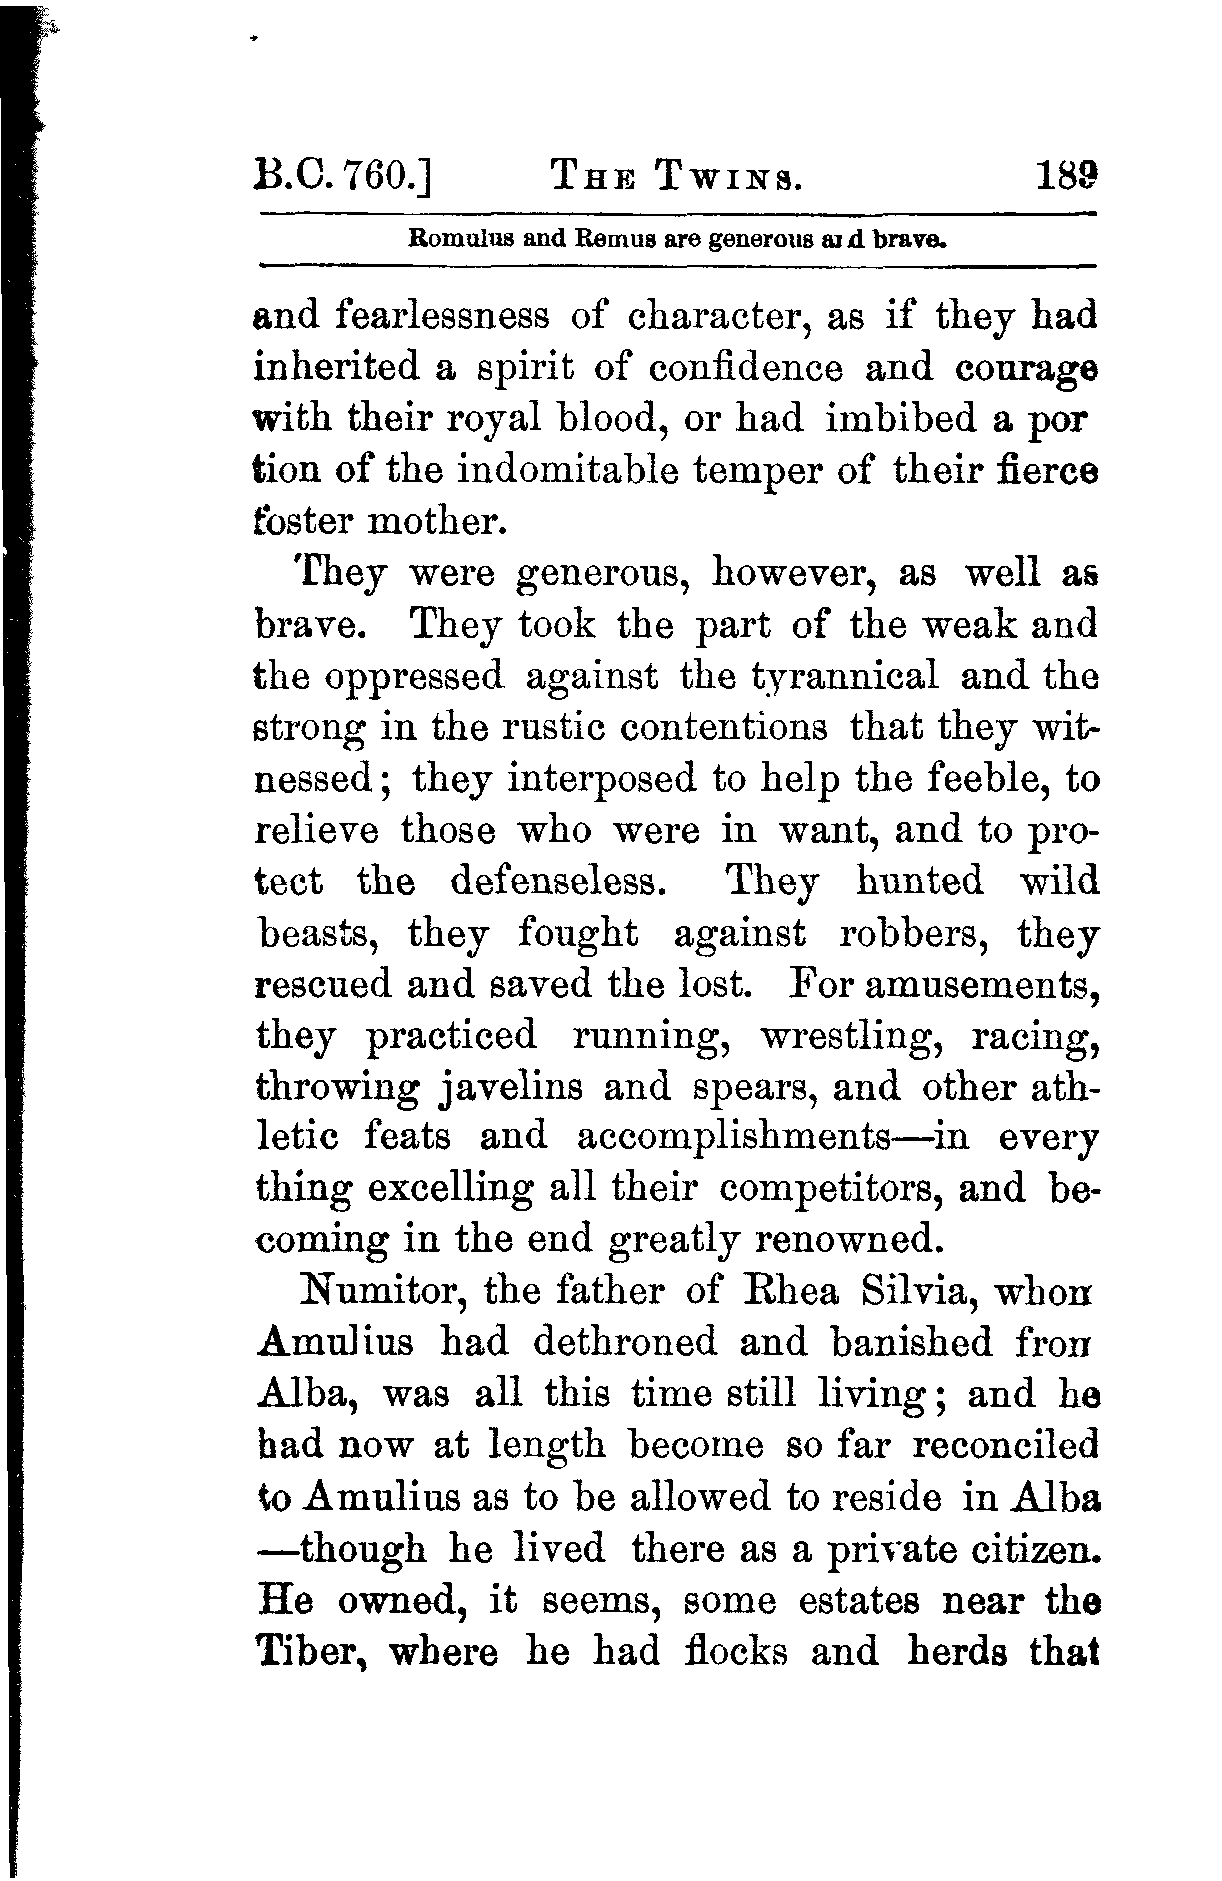 B.C. 760.] THE TWINS. 189
Romulus and Remus are generous and brave.
and fearlessness of character, as if they had
inherited a spirit of confidence and courage
with their royal blood, or had imbibed a por
tion of the indomitable temper of their fierce
foster mother.
They were generous, however, as well as
brave. They took the part of the weak and
the oppressed against the tyrannical and the
strong in the rustic contentions that they wit-
nessed; they interposed to help the feeble, to
relieve those who were in want, and to pro-
tect the defenseless. They hunted wild
beasts, they fought against robbers, they
rescued and saved the lost. For amusements,
they practiced running, wrestling, racing,
throwing javelins and spears, and other ath-
letic feats and accomplishments—in every
thing excelling all their competitors, and be-
coming in the end greatly renowned.
Numitor, the father of Rhea Silvia, whom
Amulius had dethroned and banished from
Alba, was all this time still living; and he
had now at length become so far reconciled
to Amulius as to be allowed to reside in Alba
—though he lived there as a private citizen.
He owned, it seems, some estates near the
Tiber, where he had flocks and herds that